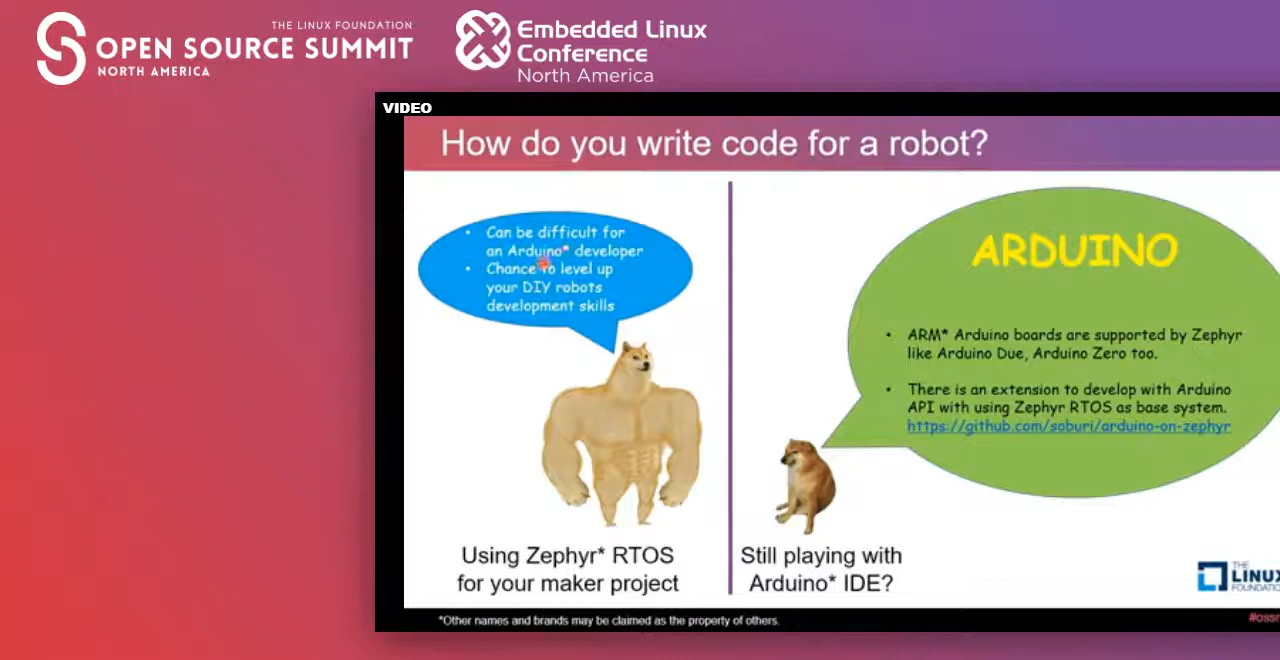 THE LINUX FOUNDATION
OPEN SOURCE SUMMIT
NORTH AMERICA
Embedded Linux
Conference
North America
VIDEO
How do you write code for a robot?
• Can be difficult for
an Arduino* developer
• Chance to level up
your DIY robots
development skills
ARDUINO
• ARM* Arduino boards are supported by Zephyr
like Arduino Due, Arduino Zero too.
• There is an extension to develop with Arduino
API with using Zephyr RTOS as base system.
https://github.com/soburi/arduino-on-zephyr
Using Zephyr* RTOS
for your maker project
Still playing with
Arduino* IDE?
THE
LINUX
FOUNDATION
*Other names and brands may be claimed as the property of others.